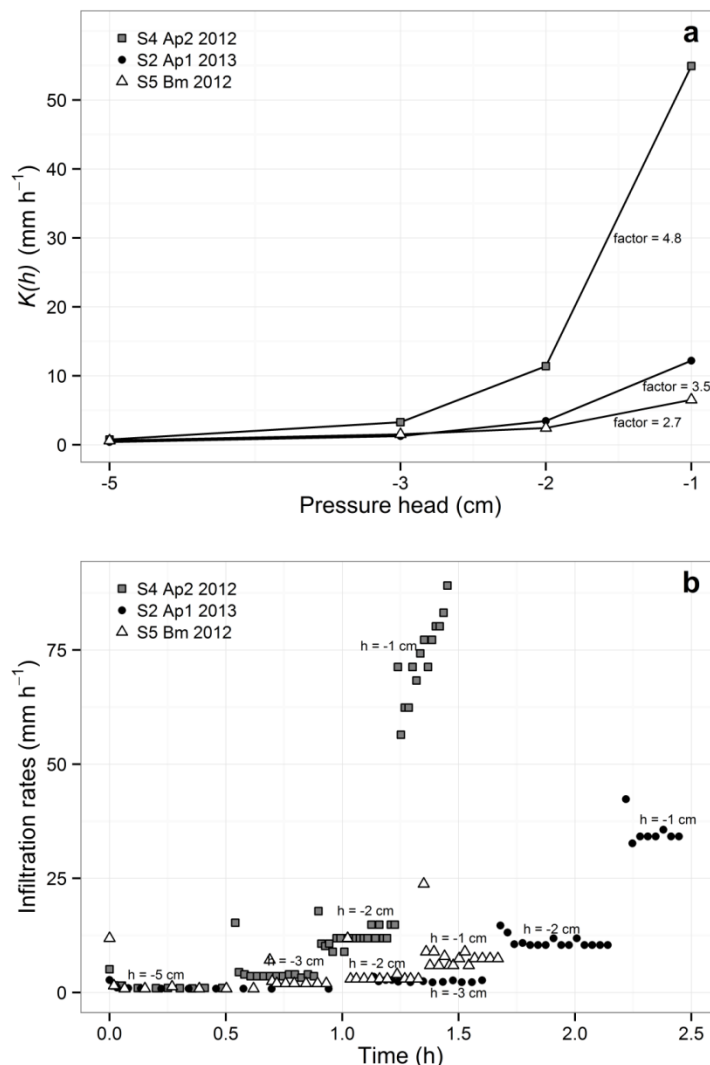 a
S4 Ap2 2012
S2 Ap1 2013
S5 Bm 2012
50
40
30
20
10
0
K(h) (mm h⁻¹)
factor = 4.8
factor = 3.5
factor = 2.7
-5
-3
-2
-1
Pressure head (cm)
b
S4 Ap2 2012
S2 Ap1 2013
S5 Bm 2012
75
50
25
0
Infiltration rates (mm h⁻¹)
h = -1 cm
h = -1 cm
h = -2 cm
h = -1 cm
h = -2 cm
h = -3 cm
h = -2 cm
h = -5 cm
h = -3 cm
0.0
0.5
1.0
1.5
2.0
2.5
Time (h)